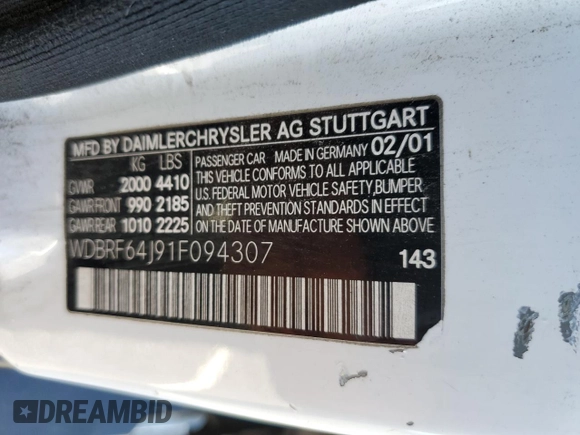 MFD BY DAIMLERCHRYSLER AG STUTTGART
KG LBS
GVWR 2000 4410
GAWR FRONT 990 2185
GAWR REAR 1010 2225
PASSENGER CAR MADE IN GERMANY 02/01
THIS VEHICLE CONFORMS TO ALL APPLICABLE
U.S. FEDERAL MOTOR VEHICLE SAFETY, BUMPER
AND THEFT PREVENTION STANDARDS IN EFFECT
ON THE DATE OF MANUFACTURE SHOWN ABOVE
WDBRF64J91F094307
143
DREAMBID